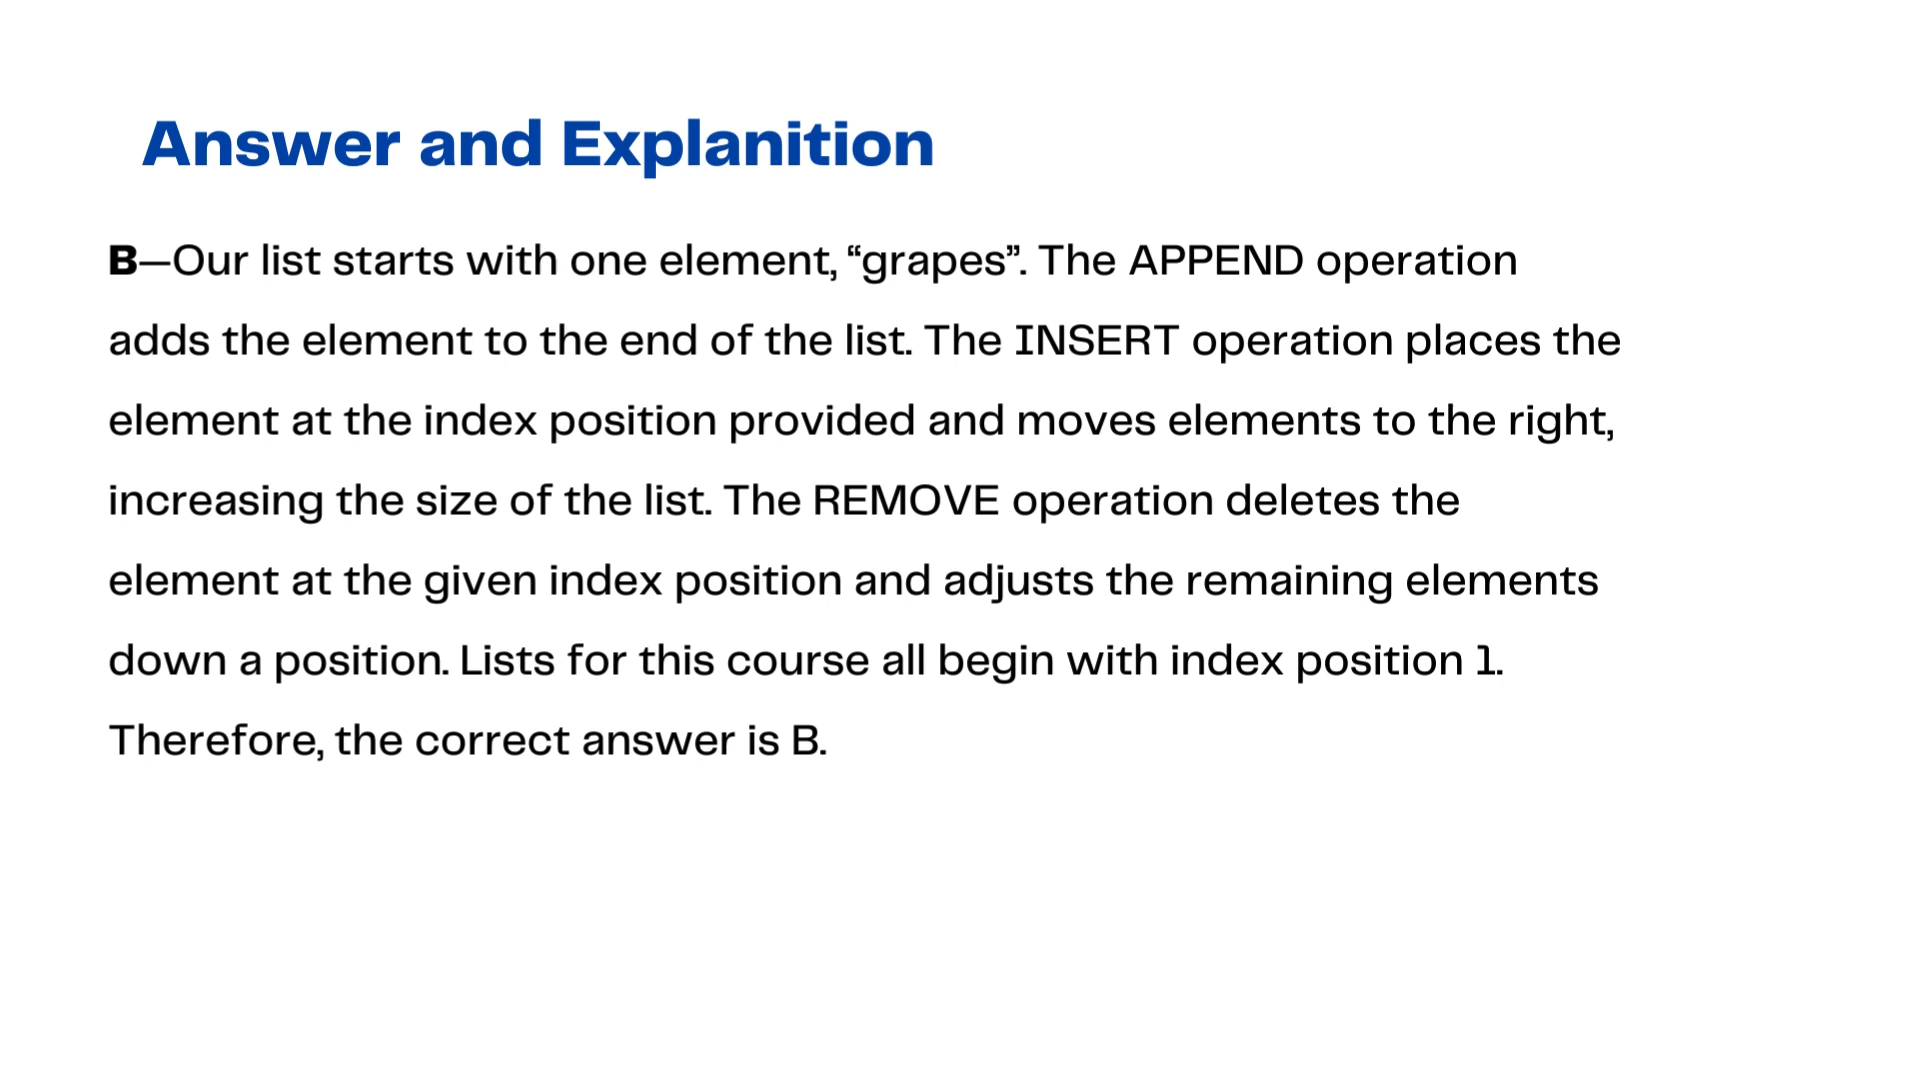 Answer and Explanition
B—Our list starts with one element, “grapes”. The APPEND operation
adds the element to the end of the list. The INSERT operation places the
element at the index position provided and moves elements to the right,
increasing the size of the list. The REMOVE operation deletes the
element at the given index position and adjusts the remaining elements
down a position. Lists for this course all begin with index position 1.
Therefore, the correct answer is B.